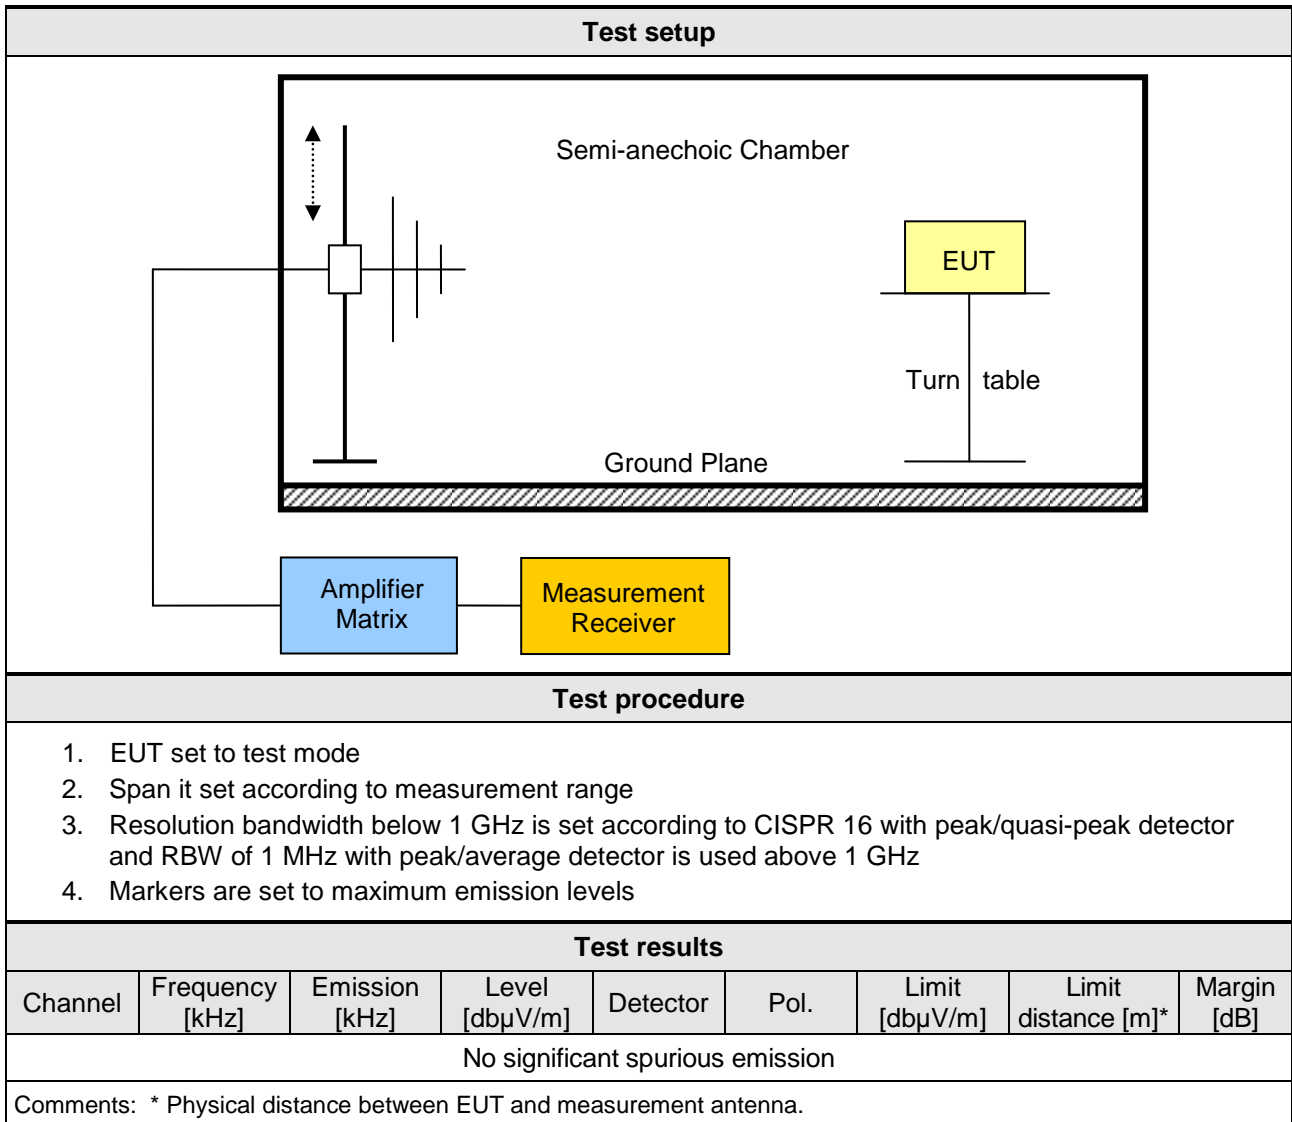 Test setup
Semi-anechoic Chamber
EUT
Turn table
Ground Plane
Amplifier
Matrix
Measurement
Receiver
Test procedure
1. EUT set to test mode
2. Span it set according to measurement range
3. Resolution bandwidth below 1 GHz is set according to CISPR 16 with peak/quasi-peak detector
and RBW of 1 MHz with peak/average detector is used above 1 GHz
4. Markers are set to maximum emission levels
Test results
Channel
Frequency
[kHz]
Emission
[kHz]
Level
[dbµV/m]
Detector
Pol.
Limit
[dbµV/m]
Limit
distance [m]*
Margin
[dB]
No significant spurious emission
Comments: * Physical distance between EUT and measurement antenna.